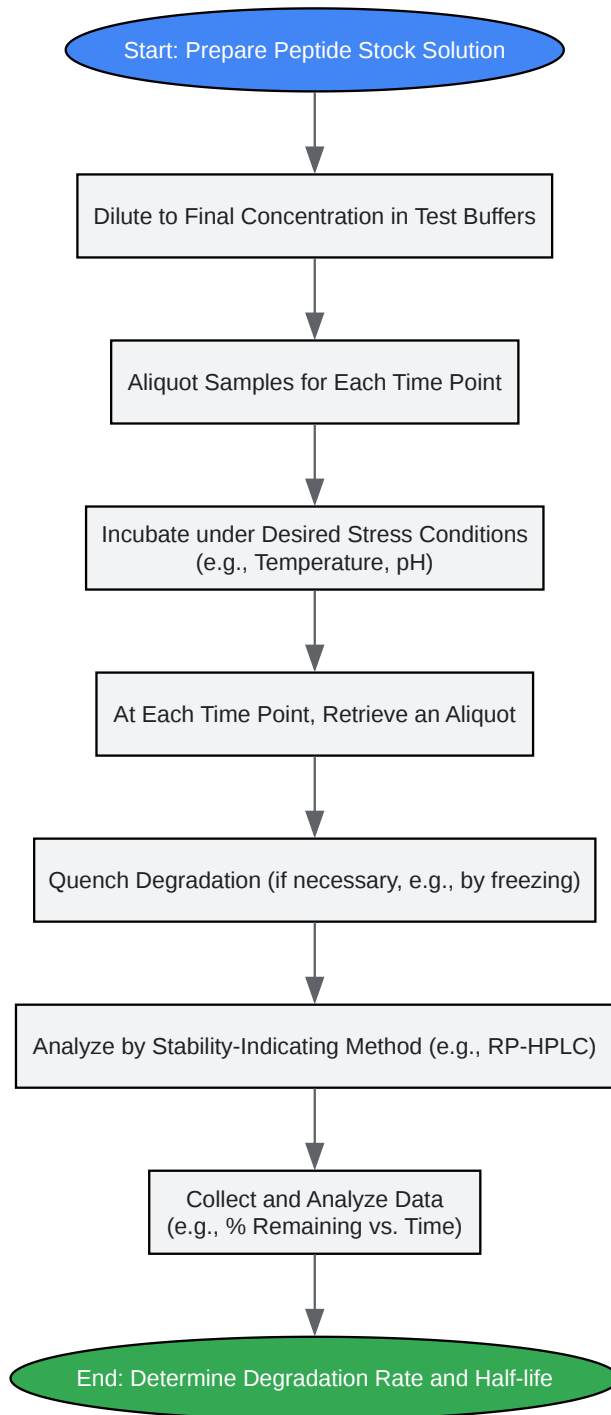 Start: Prepare Peptide Stock Solution
Dilute to Final Concentration in Test Buffers
Aliquot Samples for Each Time Point
Incubate under Desired Stress Conditions
(e.g., Temperature, pH)
At Each Time Point, Retrieve an Aliquot
Quench Degradation (if necessary, e.g., by freezing)
Analyze by Stability-Indicating Method (e.g., RP-HPLC)
Collect and Analyze Data
(e.g., % Remaining vs. Time)
End: Determine Degradation Rate and Half-life